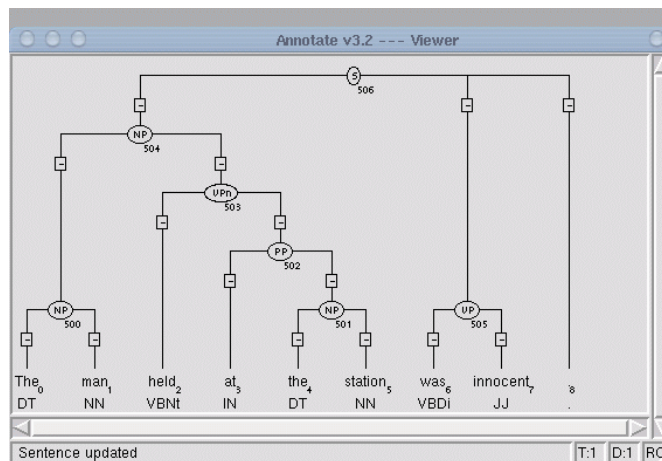 Annotate v3.2 --- Viewer
S
506
NP
504
VPn
503
PP
502
NP NP VP
500 501 505
The0 man1 held2 at3 the4 station5 was6 innocent7 .8
DT NN VBNt IN DT NN VBDi JJ .
Sentence updated T:1 D:1 RC